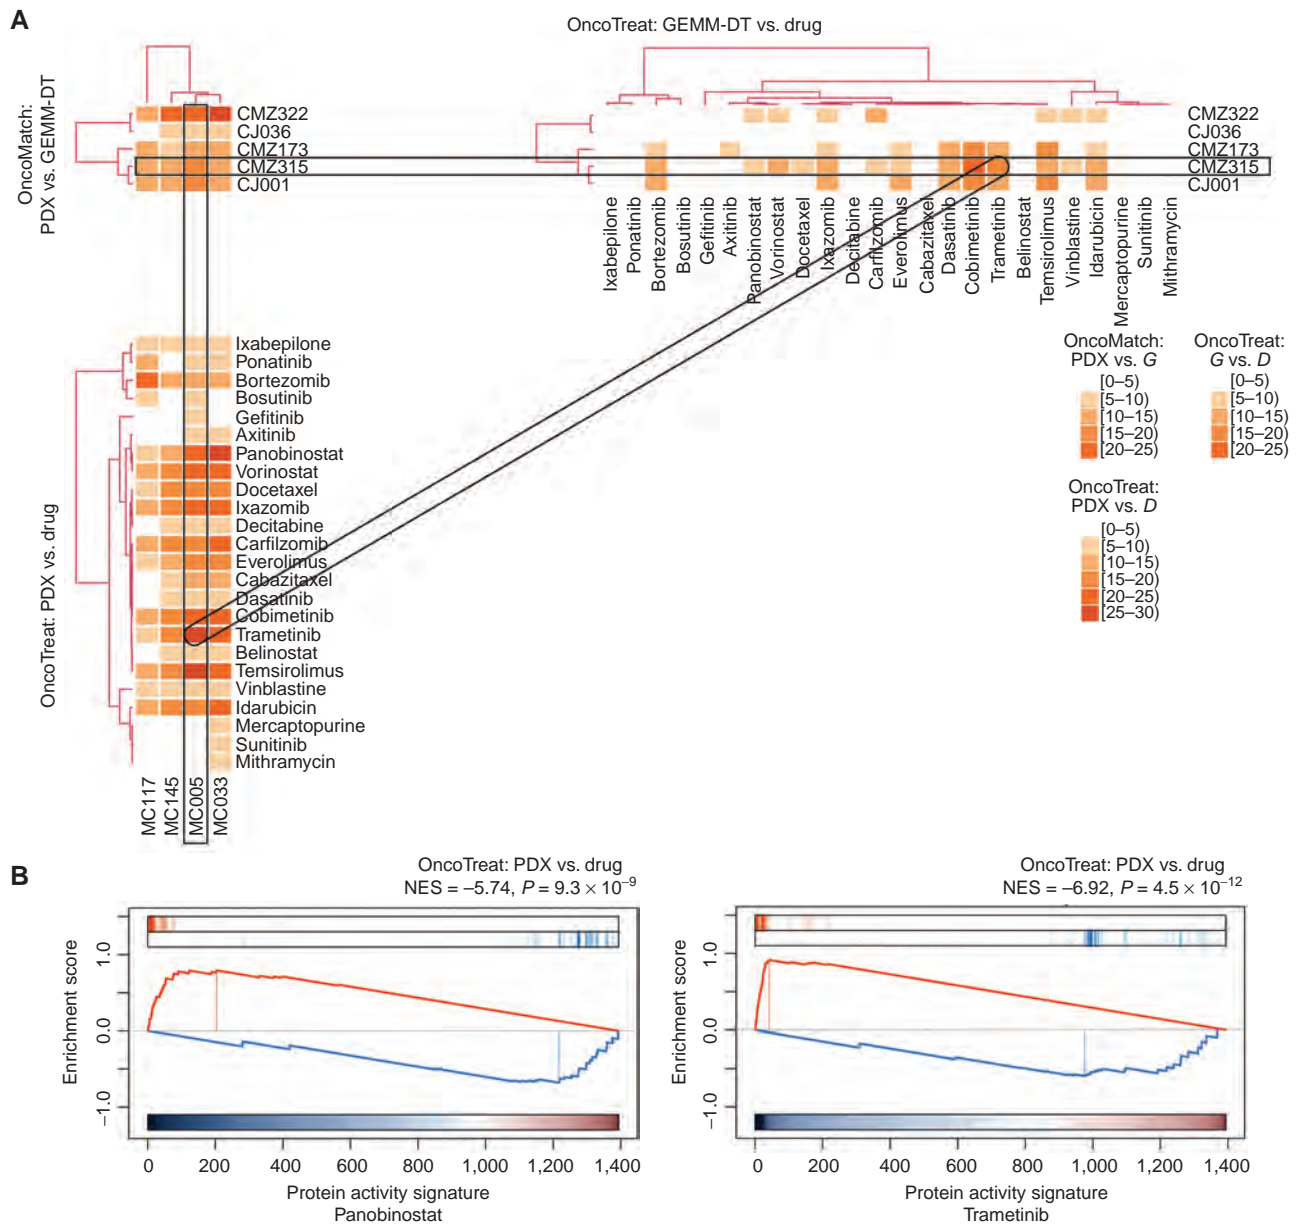 A
OncoTreat: GEMM-DT vs. drug
OncoMatch:
PDX vs. GEMM-DT
CMZ322
CJ036
CMZ173
CMZ315
CJ001
CMZ322
CJ036
CMZ173
CMZ315
CJ001
Ixabepilone
Ponatinib
Bortezomib
Bosutinib
Gefitinib
Axitinib
Panobinostat
Vorinostat
Docetaxel
Ixazomib
Decitabine
Carfilzomib
Everolimus
Cabazitaxel
Dasatinib
Cobimetinib
Trametinib
Belinostat
Temsirolimus
Vinblastine
Idarubicin
Mercaptopurine
Sunitinib
Mithramycin
OncoTreat: PDX vs. drug
Ixabepilone
Ponatinib
Bortezomib
Bosutinib
Gefitinib
Axitinib
Panobinostat
Vorinostat
Docetaxel
Ixazomib
Decitabine
Carfilzomib
Everolimus
Cabazitaxel
Dasatinib
Cobimetinib
Trametinib
Belinostat
Temsirolimus
Vinblastine
Idarubicin
Mercaptopurine
Sunitinib
Mithramycin
MC117
MC145
MC005
MC033
OncoMatch:
PDX vs. G
[0–5)
[5–10)
[10–15)
[15–20)
[20–25)
OncoTreat:
G vs. D
[0–5)
[5–10)
[10–15)
[15–20)
[20–25)
OncoTreat:
PDX vs. D
[0–5)
[5–10)
[10–15)
[15–20)
[20–25)
[25–30)
B
OncoTreat: PDX vs. drug
NES = –5.74, P = 9.3 × 10⁻⁹
Enrichment score
1.0
0.0
–1.0
0 200 400 600 800 1,000 1,200 1,400
Protein activity signature
Panobinostat
OncoTreat: PDX vs. drug
NES = –6.92, P = 4.5 × 10⁻¹²
Enrichment score
1.0
0.0
–1.0
0 200 400 600 800 1,000 1,200 1,400
Protein activity signature
Trametinib